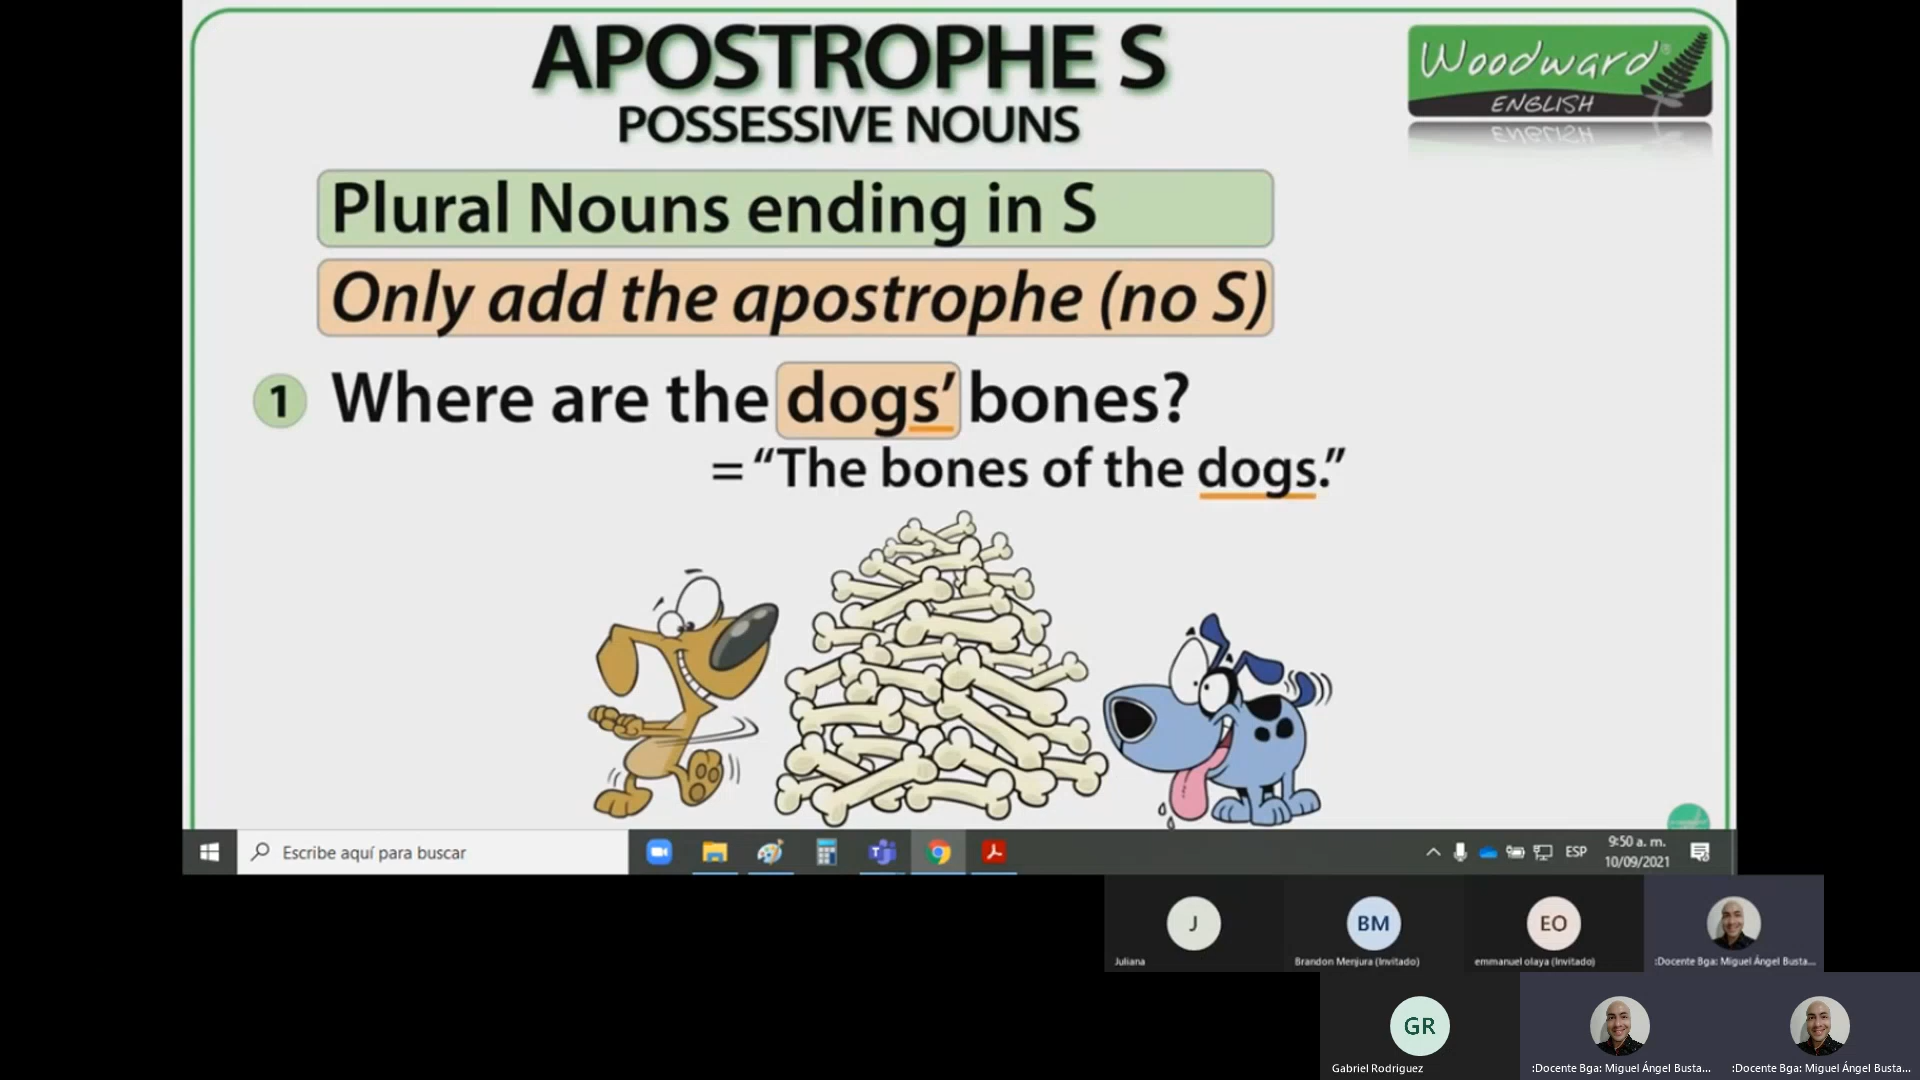 APOSTROPHE S
POSSESSIVE NOUNS
Woodward®
ENGLISH
Plural Nouns ending in S
Only add the apostrophe (no S)
1 Where are the dogs’ bones?
= “The bones of the dogs.”
Escribe aquí para buscar
ESP
9:50 a. m.
10/09/2021
J
Juliana
BM
Brandon Menjura (Invitado)
EO
emmanuel olaya (Invitado)
:Docente Bga: Miguel Ángel Busta...
GR
Gabriel Rodriguez
:Docente Bga: Miguel Ángel Busta...
:Docente Bga: Miguel Ángel Busta...